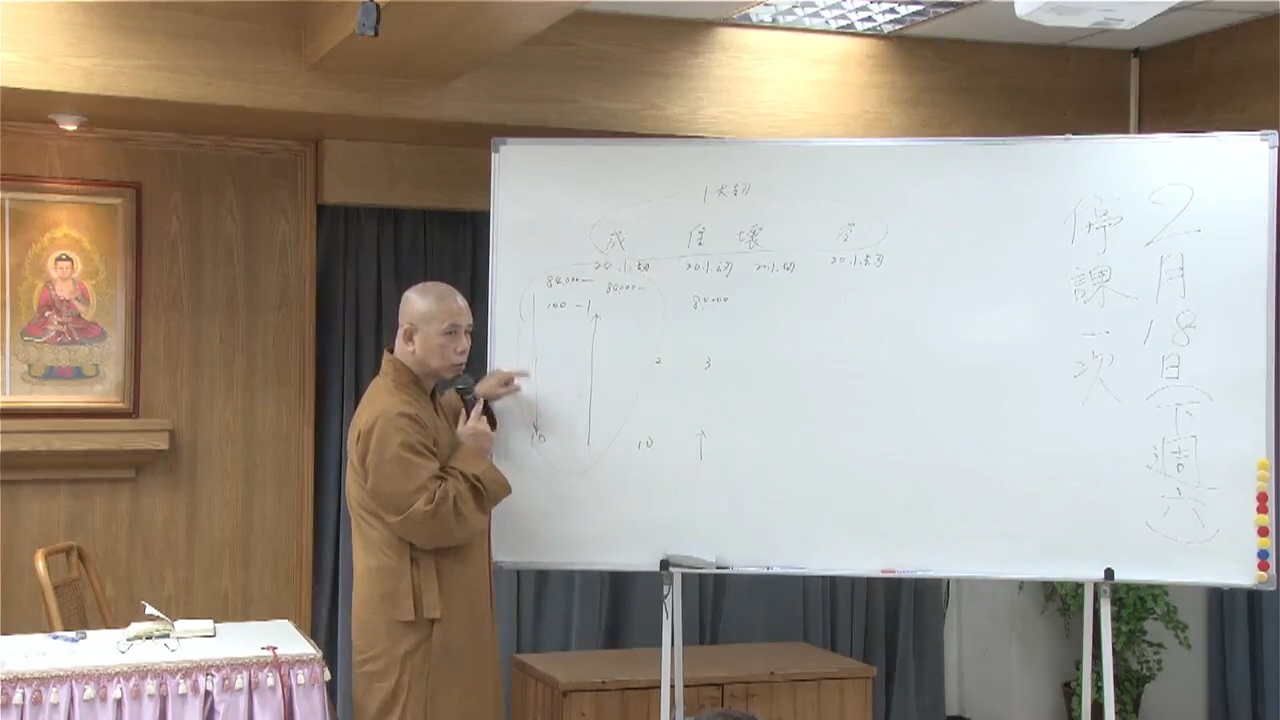 1大劫
成 住 壞 空
20小劫 20小劫 20小劫 20小劫
84000 84000
100 - 1 84000
2 3
10 10
2月18日(下週六)
停課一次